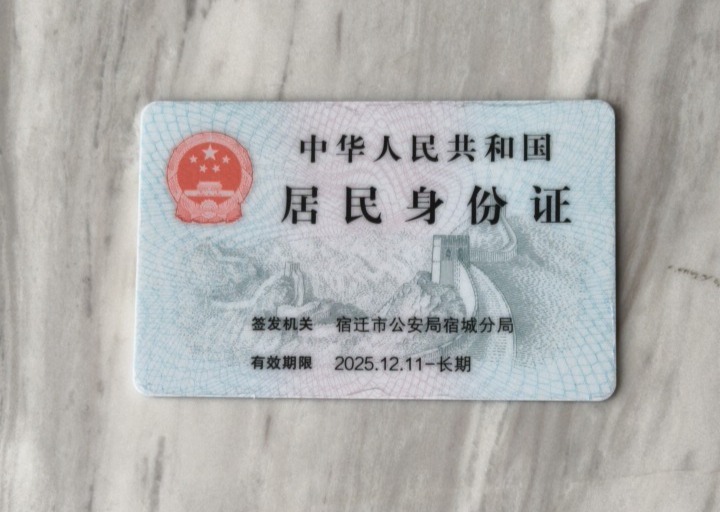 中华人民共和国
居民身份证
签发机关 宿迁市公安局宿城分局
有效期限 2025.12.11-长期